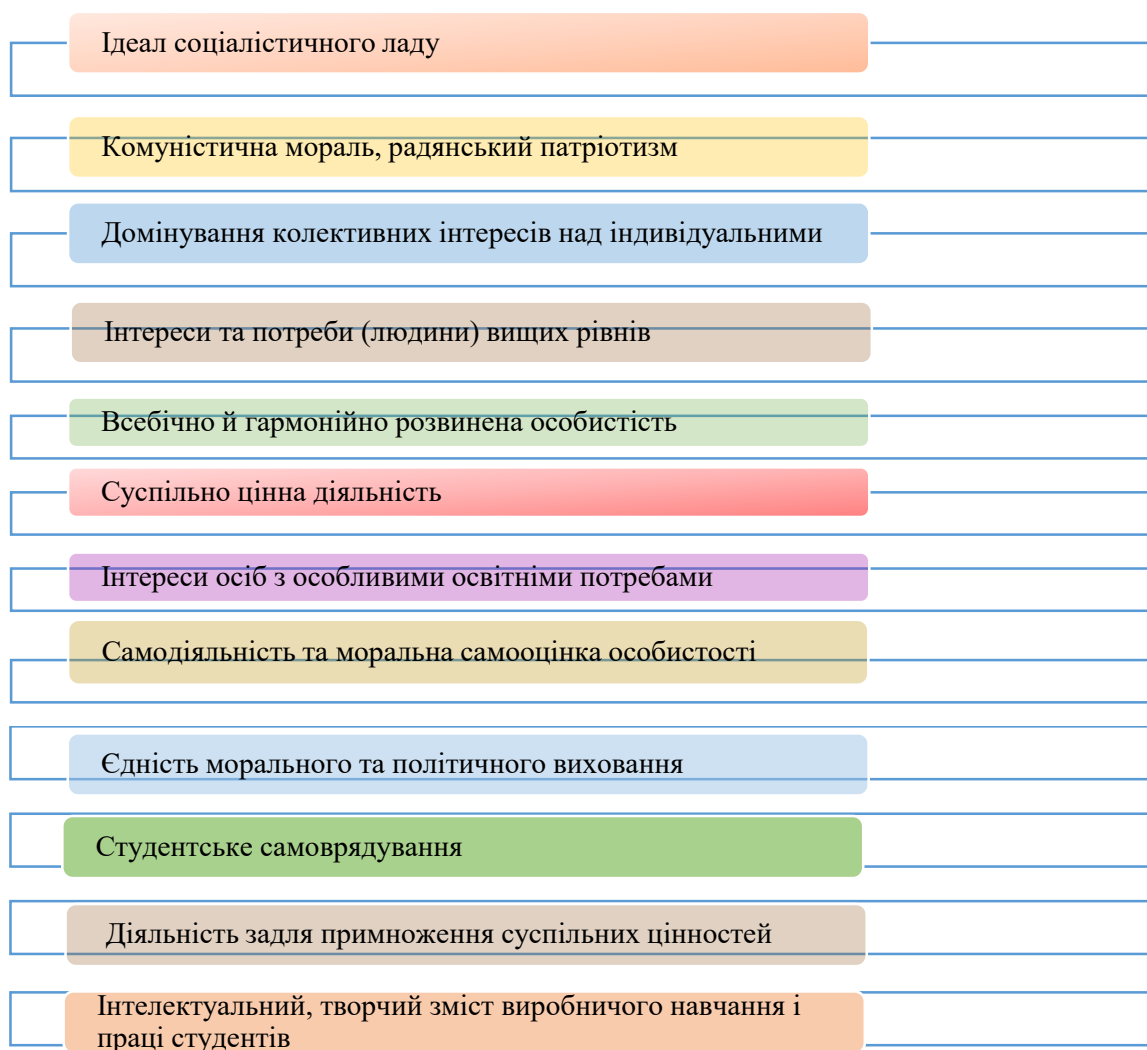 Ідеал соціалістичного ладу
Комуністична мораль, радянський патріотизм
Домінування колективних інтересів над індивідуальними
Інтереси та потреби (людини) вищих рівнів
Всебічно й гармонійно розвинена особистість
Суспільно цінна діяльність
Інтереси осіб з особливими освітніми потребами
Самодіяльність та моральна самооцінка особистості
Єдність морального та політичного виховання
Студентське самоврядування
Діяльність задля примноження суспільних цінностей
Інтелектуальний, творчий зміст виробничого навчання і
праці студентів